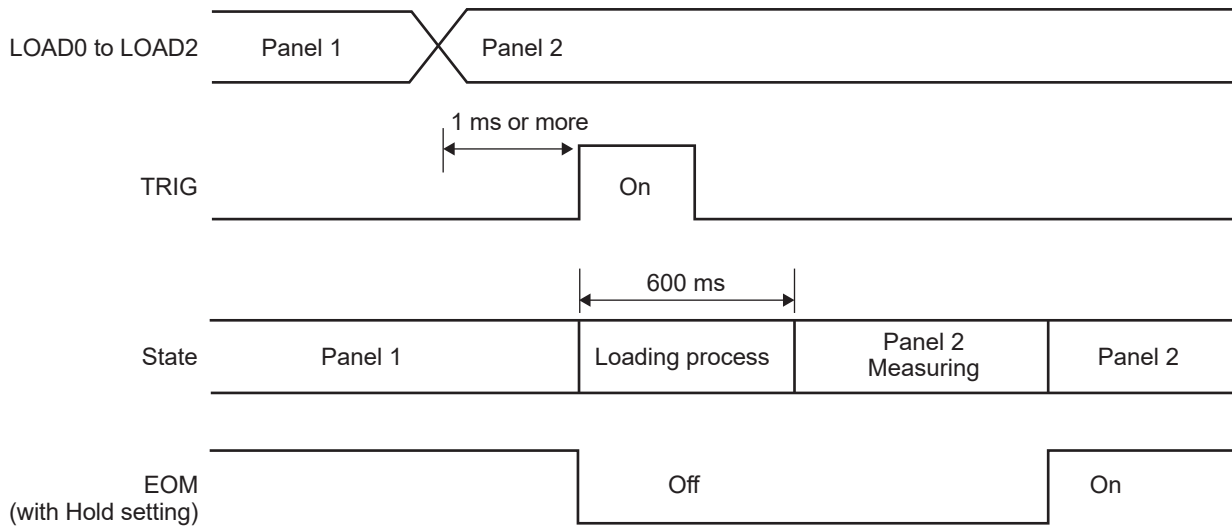 LOAD0 to LOAD2
Panel 1
Panel 2
1 ms or more
TRIG
On
600 ms
State
Panel 1
Loading process
Panel 2
Measuring
Panel 2
EOM
(with Hold setting)
Off
On